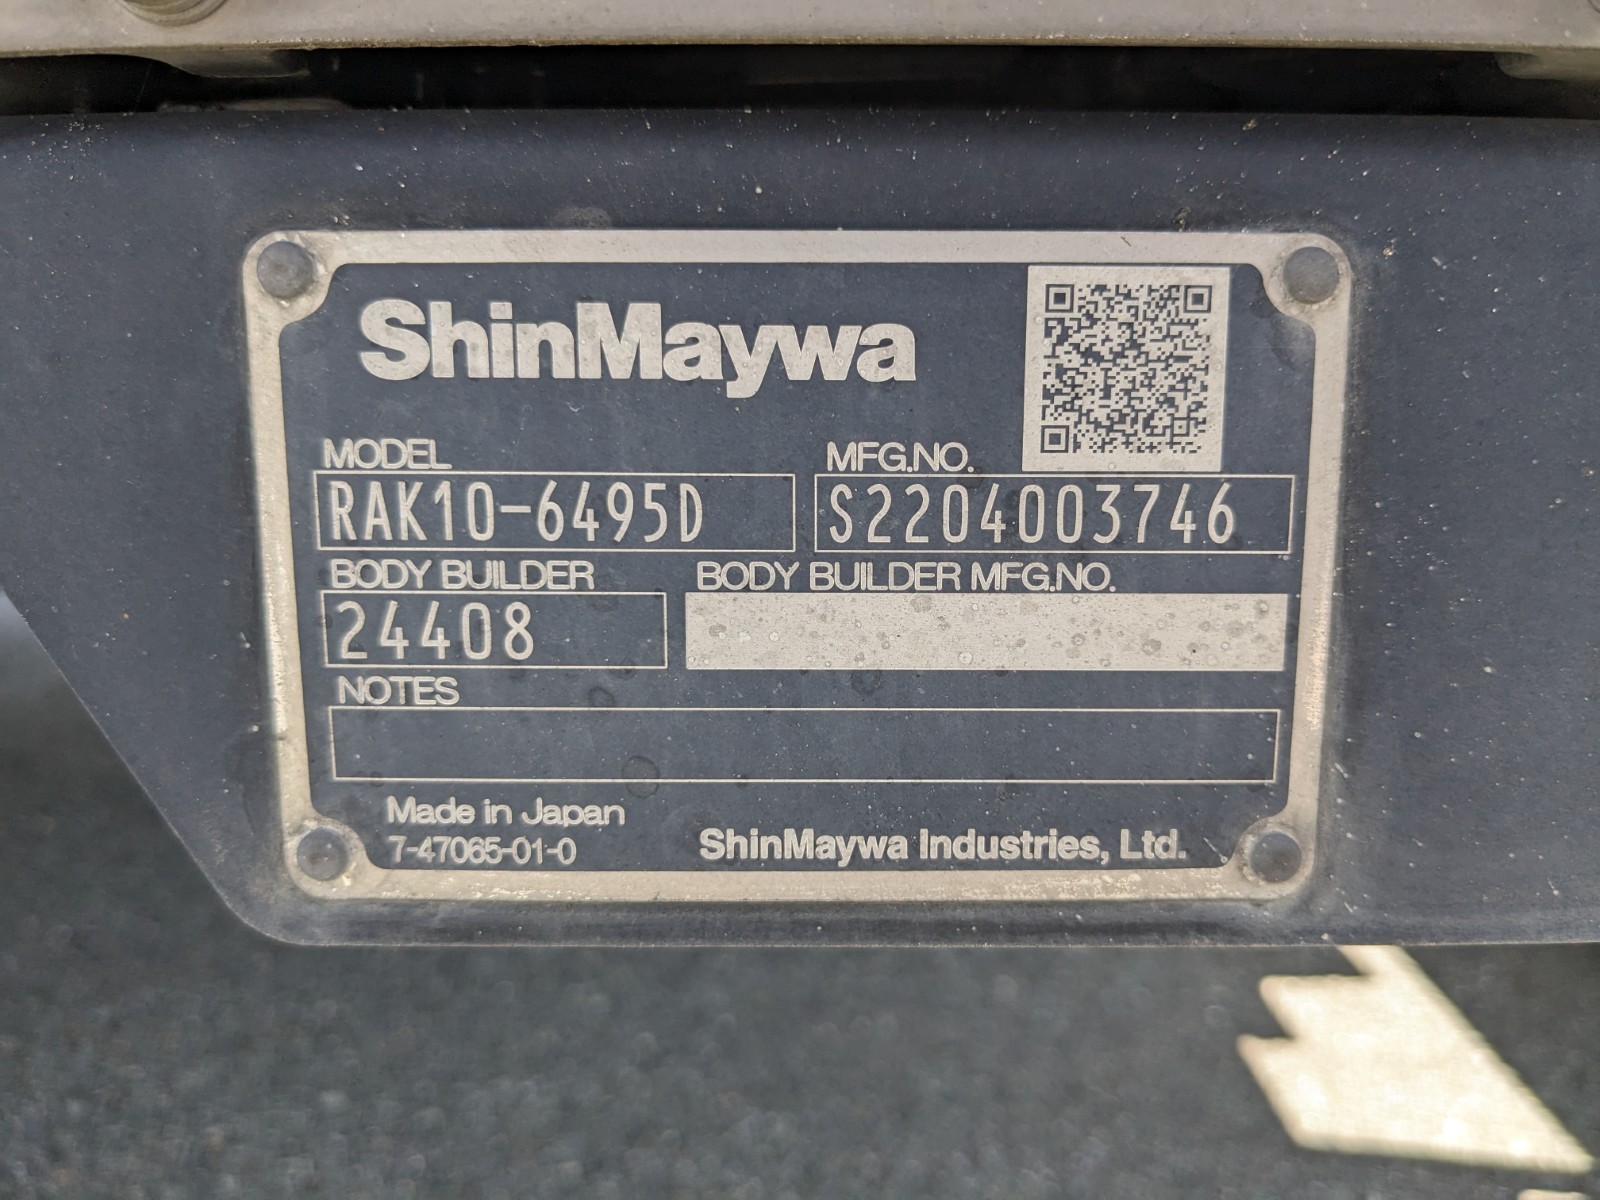 ShinMaywa
MODEL
MFG.NO.
RAK10-6495D
S2204003746
BODY BUILDER
BODY BUILDER MFG.NO.
24408
NOTES
Made in Japan
7-47065-01-0
ShinMaywa Industries, Ltd.